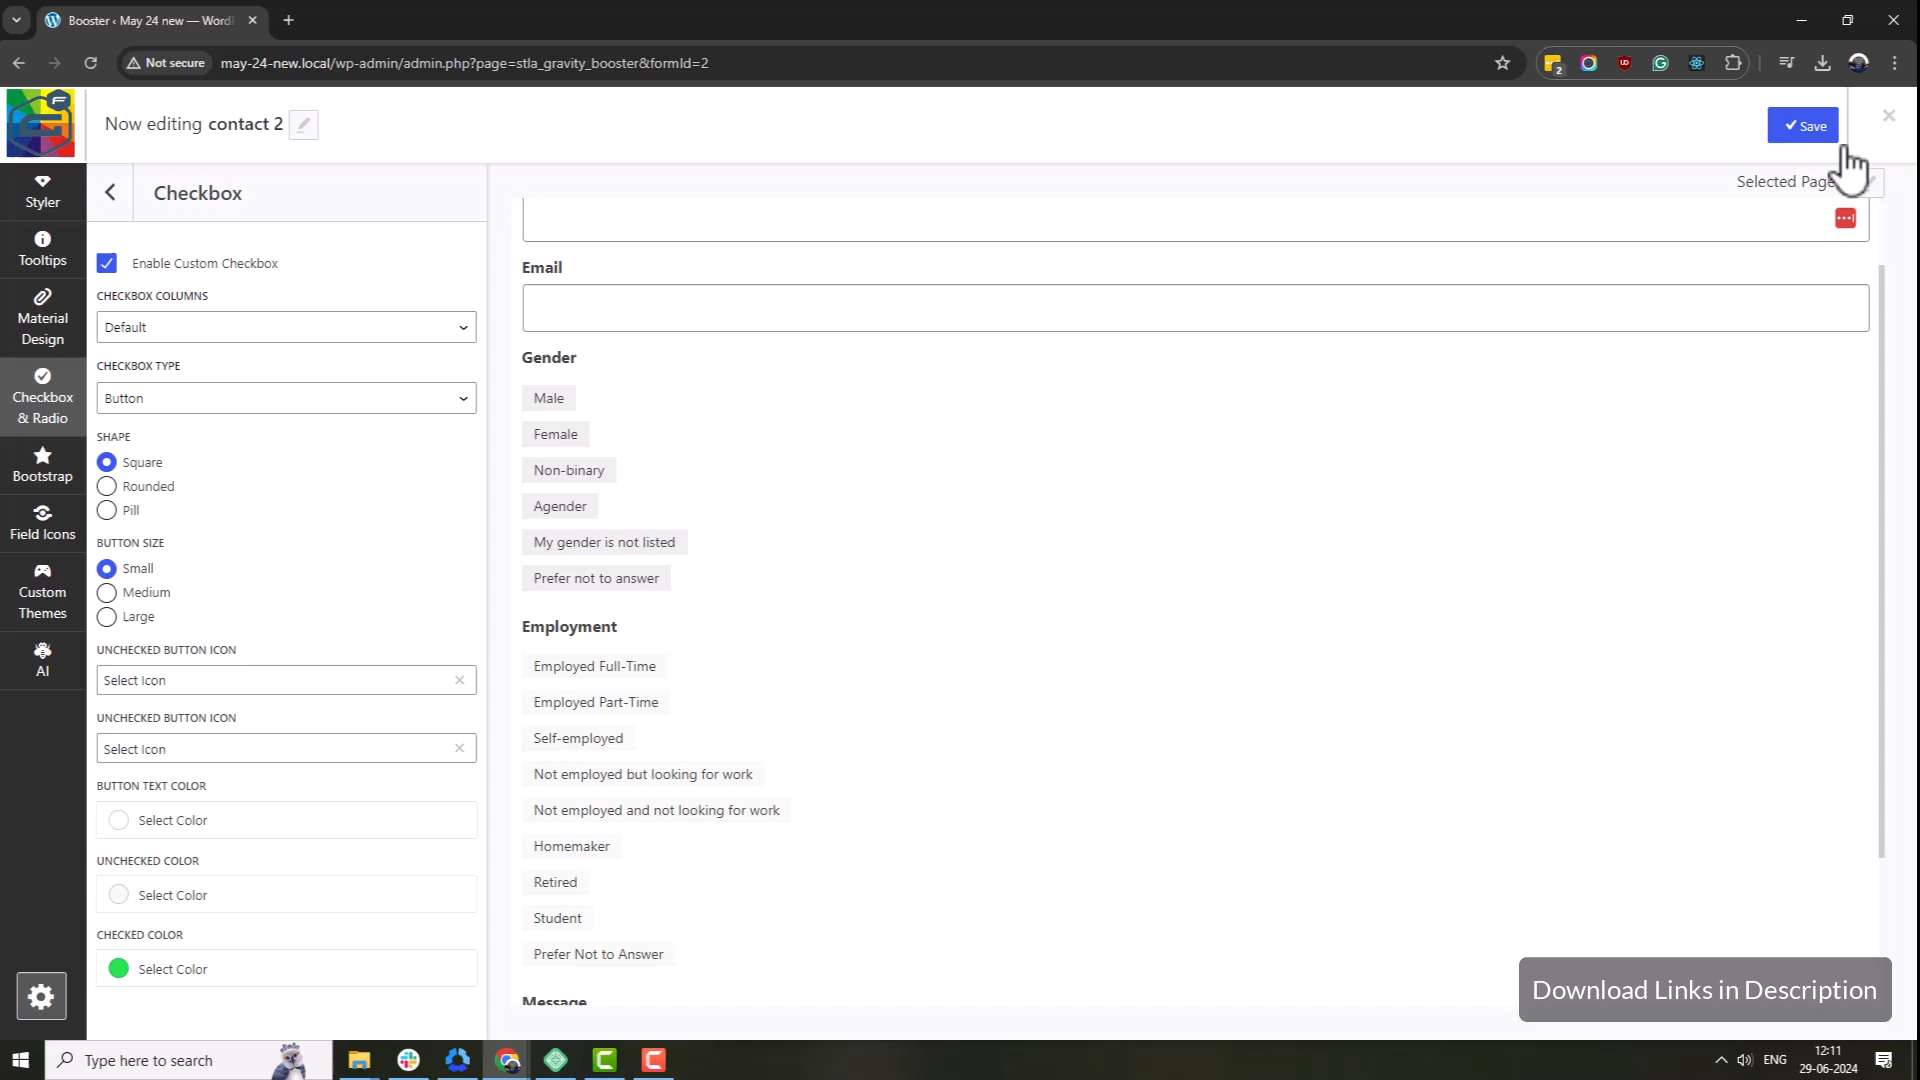 Booster ‹ May 24 new — Word
Not secure
may-24-new.local/wp-admin/admin.php?page=stla_gravity_booster&formId=2
2
Now editing contact 2
Save
Styler
Tooltips
Material
Design
Checkbox
& Radio
Bootstrap
Field Icons
Custom
Themes
AI
Checkbox
Enable Custom Checkbox
CHECKBOX COLUMNS
Default
CHECKBOX TYPE
Button
SHAPE
Square
Rounded
Pill
BUTTON SIZE
Small
Medium
Large
UNCHECKED BUTTON ICON
Select Icon
UNCHECKED BUTTON ICON
Select Icon
BUTTON TEXT COLOR
Select Color
UNCHECKED COLOR
Select Color
CHECKED COLOR
Select Color
Selected Page
Email
Gender
Male
Female
Non-binary
Agender
My gender is not listed
Prefer not to answer
Employment
Employed Full-Time
Employed Part-Time
Self-employed
Not employed but looking for work
Not employed and not looking for work
Homemaker
Retired
Student
Prefer Not to Answer
Message
Download Links in Description
Type here to search
ENG
12:11
29-06-2024